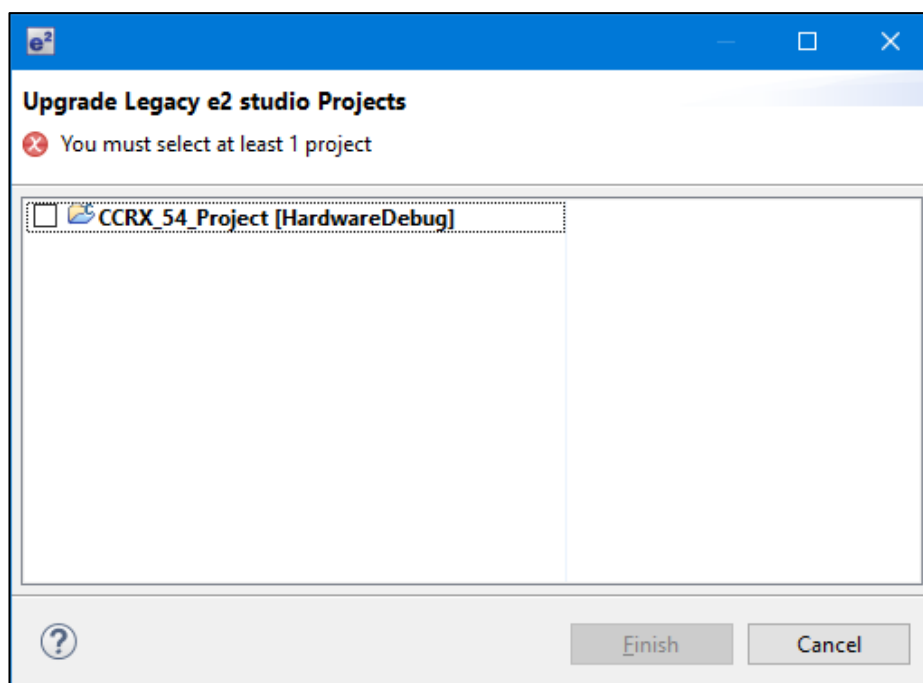 e²
Upgrade Legacy e2 studio Projects
You must select at least 1 project
CCRX_54_Project [HardwareDebug]
?
Finish
Cancel